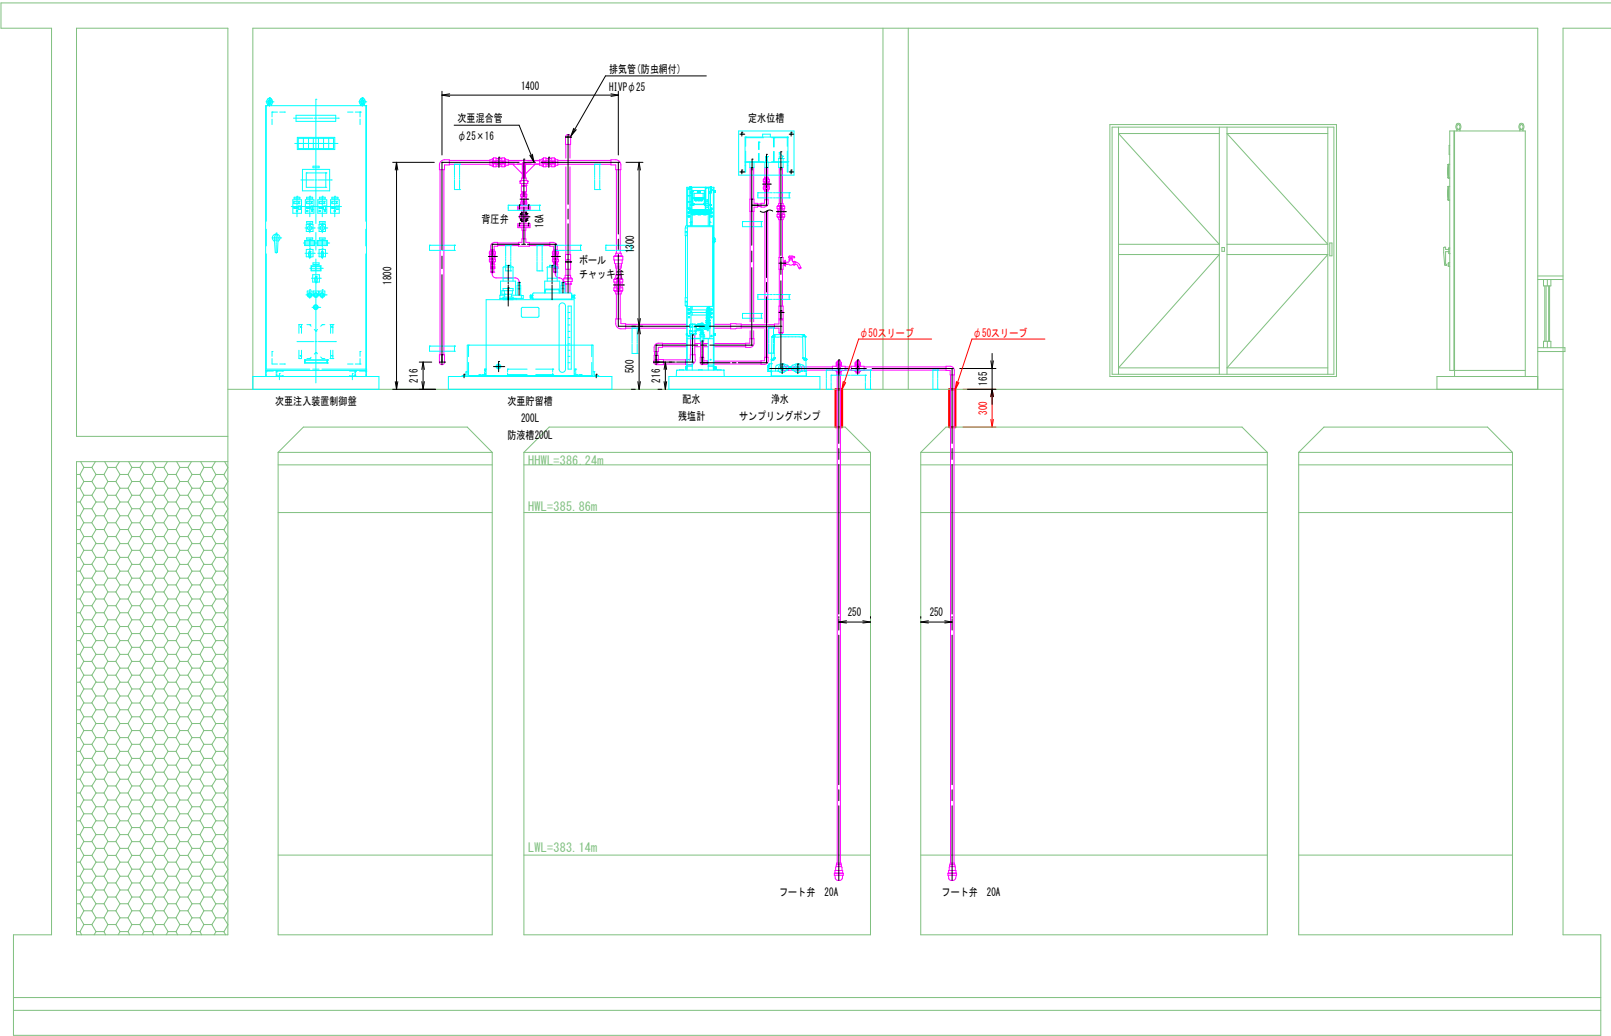 排気管(防虫網付)
HIVPφ25
1400
次亜混合管
φ25×16
定水位槽
背圧弁
16A
ボール
チャッキ弁
1300
1800
500
216
216
φ50スリーブ
φ50スリーブ
165
300
次亜注入装置制御盤
次亜貯留槽
200L
防液槽200L
配水
残塩計
浄水
サンプリングポンプ
HHWL=386.24m
HWL=385.86m
250
250
LWL=383.14m
フート弁 20A
フート弁 20A